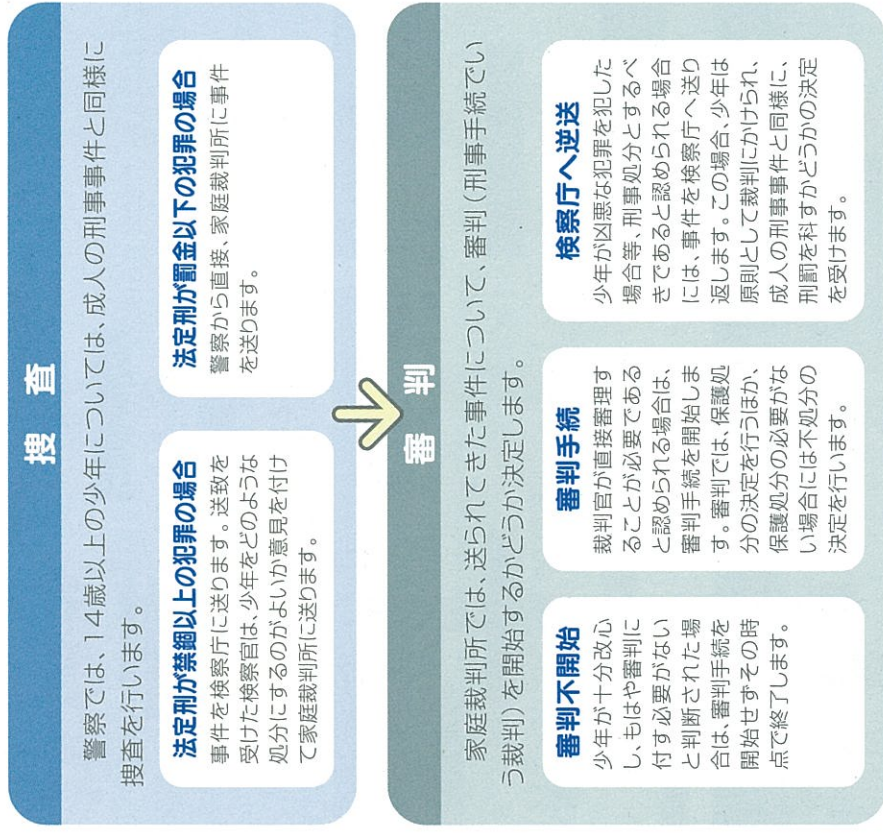 捜 査
警察では、14歳以上の少年については、成人の刑事事件と同様に
捜査を行います。
法定刑が禁錮以上の犯罪の場合
事件を検察庁に送ります。送致を
受けた検察官は、少年をどのような
処分にするのがよいか意見を付け
て家庭裁判所に送ります。
法定刑が罰金以下の犯罪の場合
警察から直接、家庭裁判所に事件
を送ります。
審 判
家庭裁判所では、送られてきた事件について、審判（刑事手続でい
う裁判）を開始するかどうか決定します。
審判不開始
少年が十分改心
し、もはや審判に
付す必要がない
と判断された場
合は、審判手続を
開始せずその時
点で終了します。
審判手続
裁判官が直接審理す
ることが必要である
と認められる場合は、
審判手続を開始しま
す。審判では、保護処
分の決定を行うほか、
保護処分の必要がな
い場合には不処分の
決定を行います。
検察庁へ逆送
少年が凶悪な犯罪を犯した
場合等、刑事処分とするべ
きであると認められる場合
には、事件を検察庁へ送り
返します。この場合、少年は
原則として裁判にかけられ、
成人の刑事事件と同様に、
刑罰を科すかどうかの決定
を受けます。